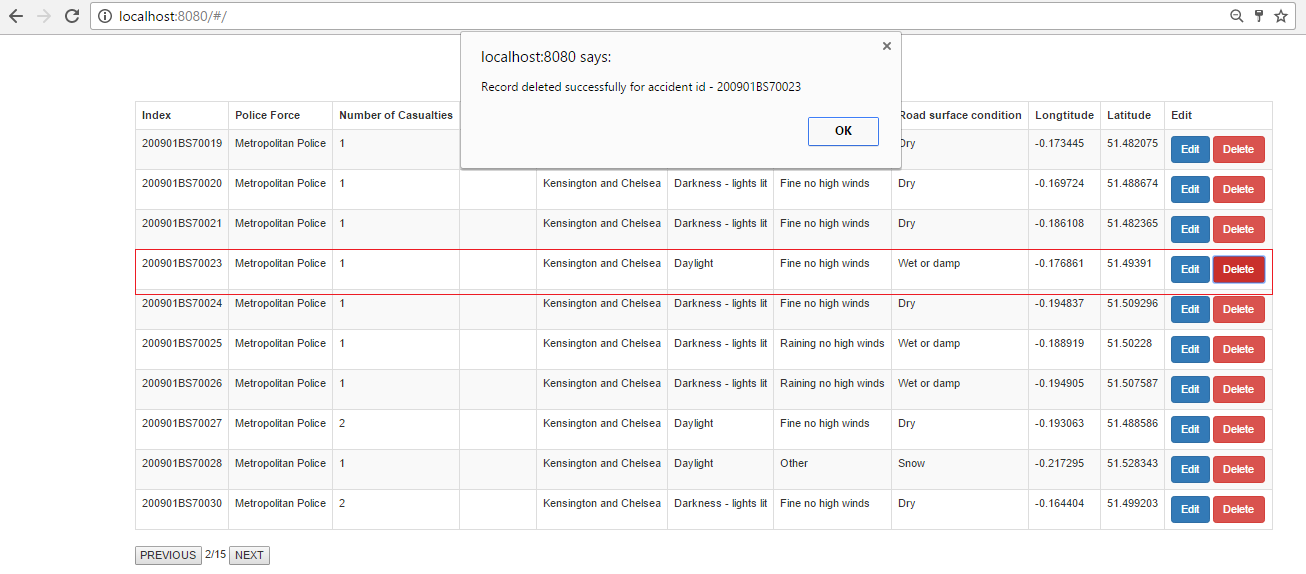 localhost:8080/#/
localhost:8080 says:
Record deleted successfully for accident id - 200901BS70023
OK
Index Police Force Number of Casualties Road surface condition Longtitude Latitude Edit
200901BS70019 Metropolitan Police 1 Dry -0.173445 51.482075 Edit Delete
200901BS70020 Metropolitan Police 1 Kensington and Chelsea Darkness - lights lit Fine no high winds Dry -0.169724 51.488674 Edit Delete
200901BS70021 Metropolitan Police 1 Kensington and Chelsea Darkness - lights lit Fine no high winds Dry -0.186108 51.482365 Edit Delete
200901BS70023 Metropolitan Police 1 Kensington and Chelsea Daylight Fine no high winds Wet or damp -0.176861 51.49391 Edit Delete
200901BS70024 Metropolitan Police 1 Kensington and Chelsea Darkness - lights lit Fine no high winds Dry -0.194837 51.509296 Edit Delete
200901BS70025 Metropolitan Police 1 Kensington and Chelsea Darkness - lights lit Raining no high winds Wet or damp -0.188919 51.50228 Edit Delete
200901BS70026 Metropolitan Police 1 Kensington and Chelsea Darkness - lights lit Raining no high winds Wet or damp -0.194905 51.507587 Edit Delete
200901BS70027 Metropolitan Police 2 Kensington and Chelsea Daylight Fine no high winds Dry -0.193063 51.488586 Edit Delete
200901BS70028 Metropolitan Police 1 Kensington and Chelsea Daylight Other Snow -0.217295 51.528343 Edit Delete
200901BS70030 Metropolitan Police 2 Kensington and Chelsea Darkness - lights lit Fine no high winds Dry -0.164404 51.499203 Edit Delete
PREVIOUS 2/15 NEXT